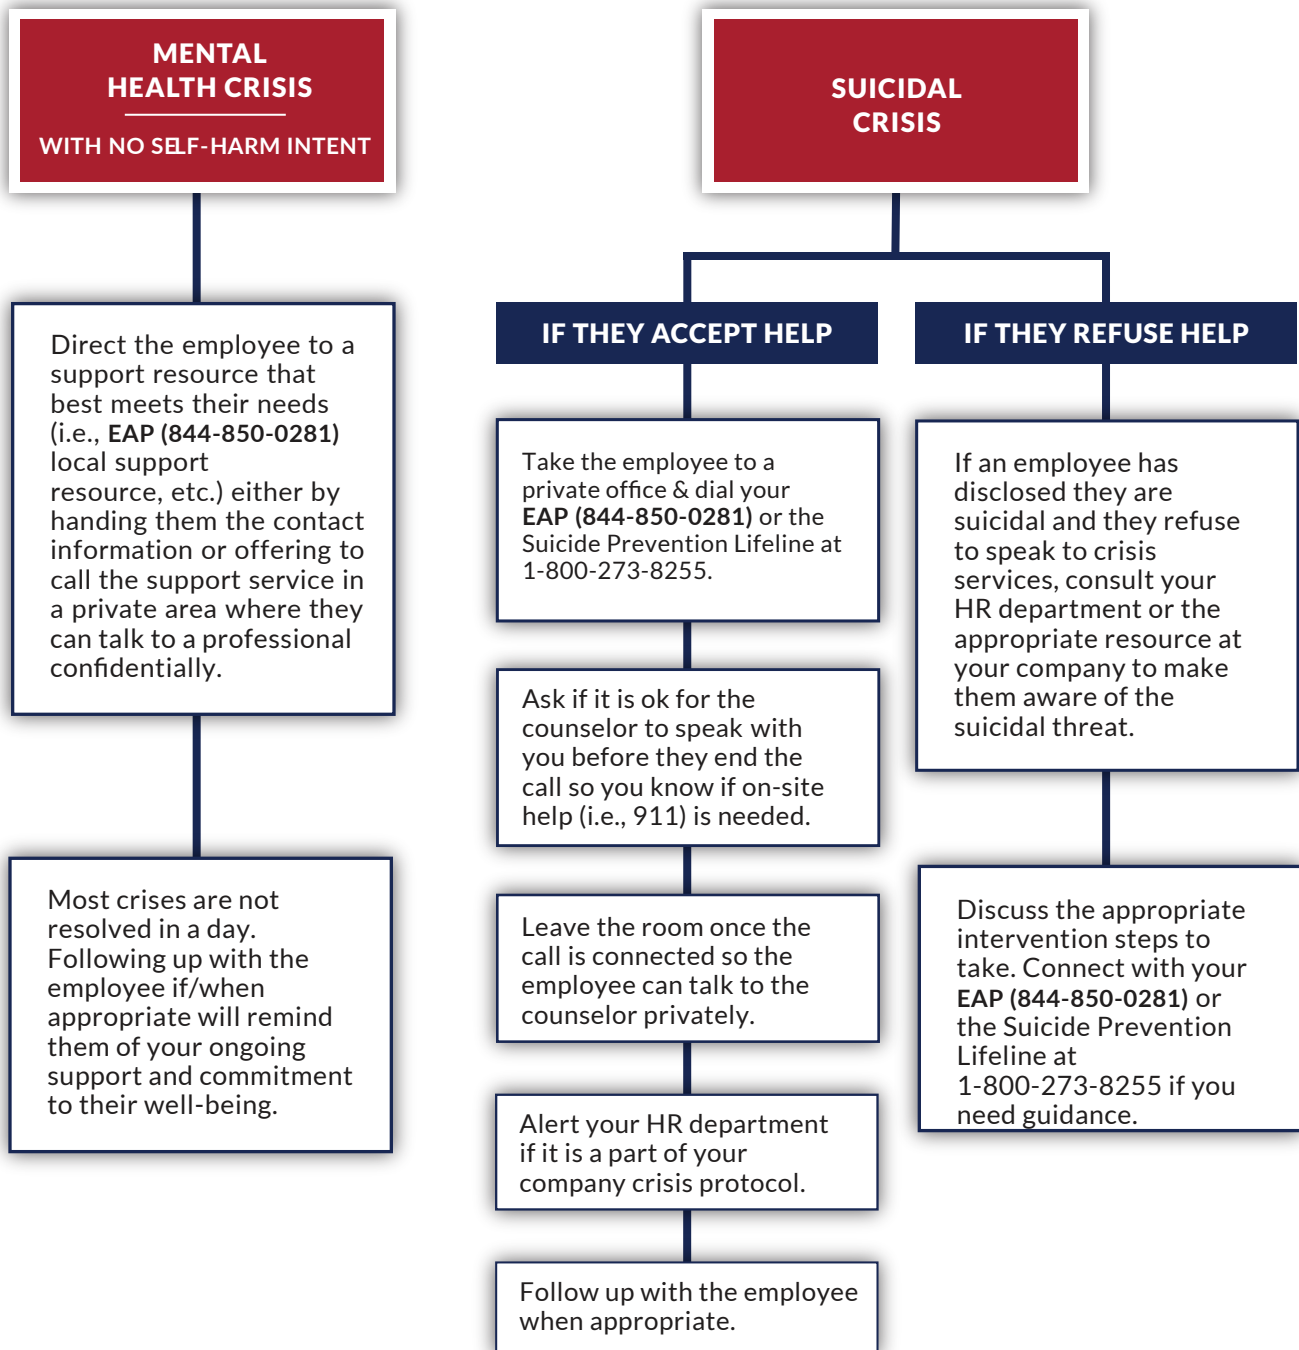 MENTAL
HEALTH CRISIS
WITH NO SELF-HARM INTENT
Direct the employee to a
support resource that
best meets their needs
(i.e., EAP (844-850-0281)
local support
resource, etc.) either by
handing them the contact
information or offering to
call the support service in
a private area where they
can talk to a professional
confidentially.
Most crises are not
resolved in a day.
Following up with the
employee if/when
appropriate will remind
them of your ongoing
support and commitment
to their well-being.
SUICIDAL
CRISIS
IF THEY ACCEPT HELP
Take the employee to a
private office & dial your
EAP (844-850-0281) or the
Suicide Prevention Lifeline at
1-800-273-8255.
Ask if it is ok for the
counselor to speak with
you before they end the
call so you know if on-site
help (i.e., 911) is needed.
Leave the room once the
call is connected so the
employee can talk to the
counselor privately.
Alert your HR department
if it is a part of your
company crisis protocol.
Follow up with the employee
when appropriate.
IF THEY REFUSE HELP
If an employee has
disclosed they are
suicidal and they refuse
to speak to crisis
services, consult your
HR department or the
appropriate resource at
your company to make
them aware of the
suicidal threat.
Discuss the appropriate
intervention steps to
take. Connect with your
EAP (844-850-0281) or
the Suicide Prevention
Lifeline at
1-800-273-8255 if you
need guidance.